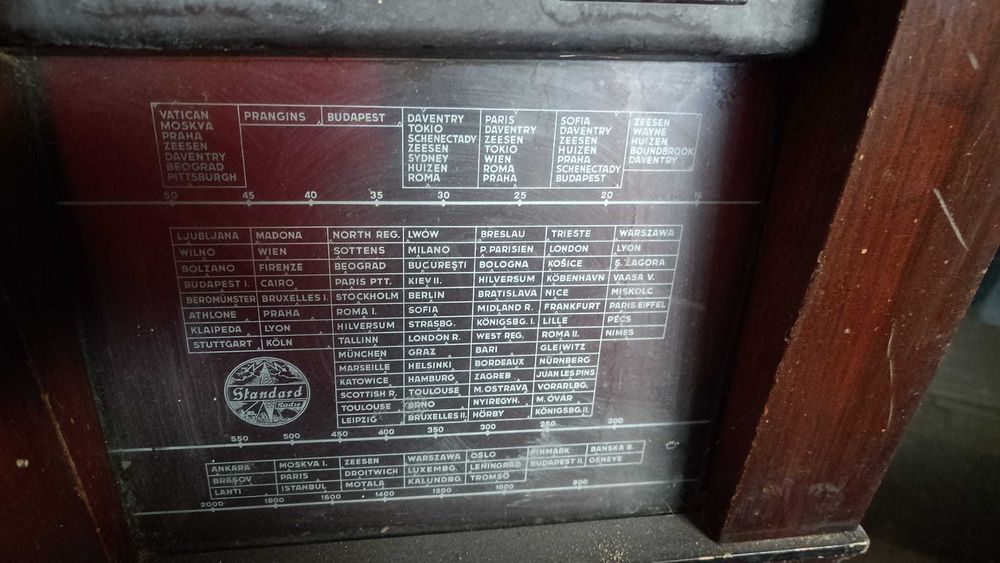 VATICAN PRANGINS BUDAPEST DAVENTRY PARIS SOFIA ZEESEN
MOSKVA TOKIO DAVENTRY DAVENTRY WAYNE
PRAHA SCHENECTADY ZEESEN ZEESEN HUIZEN
ZEESEN ZEESEN TOKIO HUIZEN BOUNDBROOK
DAVENTRY SYDNEY WIEN PRAHA DAVENTRY
BEOGRAD HUIZEN ROMA SCHENECTADY
PITTSBURGH ROMA PRAHA BUDAPEST
50 45 40 35 30 25 20 16
LJUBLJANA MADONA NORTH REG. LWÓW BRESLAU TRIESTE WARSZAWA
WILNO WIEN SOTTENS MILANO P. PARISIEN LONDON LYON
BOLZANO FIRENZE BEOGRAD BUCUREŞTI BOLOGNA KOŠICE S. ZAGORA
BUDAPEST I. CAIRO PARIS PTT. KIEV II. HILVERSUM KÖBENHAVN VAASA V.
BEROMÜNSTER BRUXELLES I. STOCKHOLM BERLIN BRATISLAVA NICE MISKOLC
ATHLONE PRAHA ROMA I. SOFIA MIDLAND R. FRANKFURT PARIS EIFFEL
KLAIPEDA LYON HILVERSUM STRASBG. KÖNIGSBG. I. LILLE PÉCS
STUTTGART KÖLN TALLINN LONDON R. WEST REG. ROMA II. NIMES
MÜNCHEN GRAZ BARI GLEIWITZ
MARSEILLE HELSINKI BORDEAUX NÜRNBERG
KATOWICE HAMBURG ZAGREB JUAN LES PINS
SCOTTISH R. TOULOUSE M. OSTRAVA VORARLBG.
TOULOUSE BRNO NYIREGYH. M. ÓVÁR
LEIPZIG BRUXELLES II. HÖRBY KÖNIGSBG. II.
Standard
Radio
550 500 450 400 350 300 250 200
ANKARA MOSKVA I. ZEESEN WARSZAWA OSLO FINMARK BANSKA B.
BRAŞOV PARIS DROITWICH LUXEMBG. LENINGRAD BUDAPEST II. GENEVE
LAHTI ISTANBUL MOTALA KALUNDBG. TROMSÖ
2000 1800 1600 1400 1200 1000 800